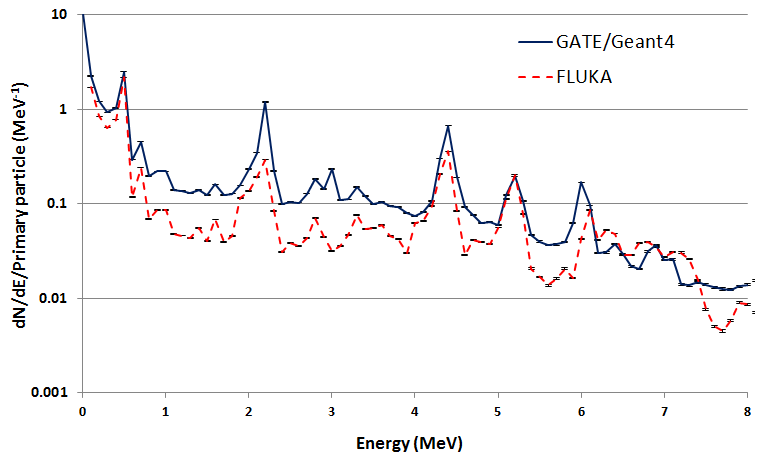 10
1
0.1
0.01
0.001
dN/dE/Primary particle (MeV-1)
GATE/Geant4
FLUKA
0 1 2 3 4 5 6 7 8
Energy (MeV)